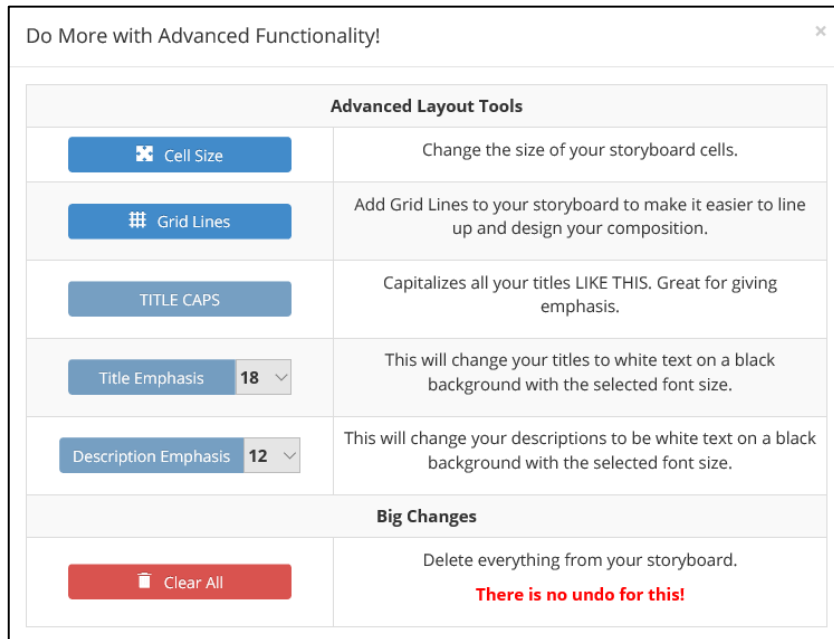 Do More with Advanced Functionality!
×
Advanced Layout Tools
Cell Size
Change the size of your storyboard cells.
Grid Lines
Add Grid Lines to your storyboard to make it easier to line
up and design your composition.
TITLE CAPS
Capitalizes all your titles LIKE THIS. Great for giving
emphasis.
Title Emphasis 18
This will change your titles to white text on a black
background with the selected font size.
Description Emphasis 12
This will change your descriptions to be white text on a black
background with the selected font size.
Big Changes
Clear All
Delete everything from your storyboard.
There is no undo for this!